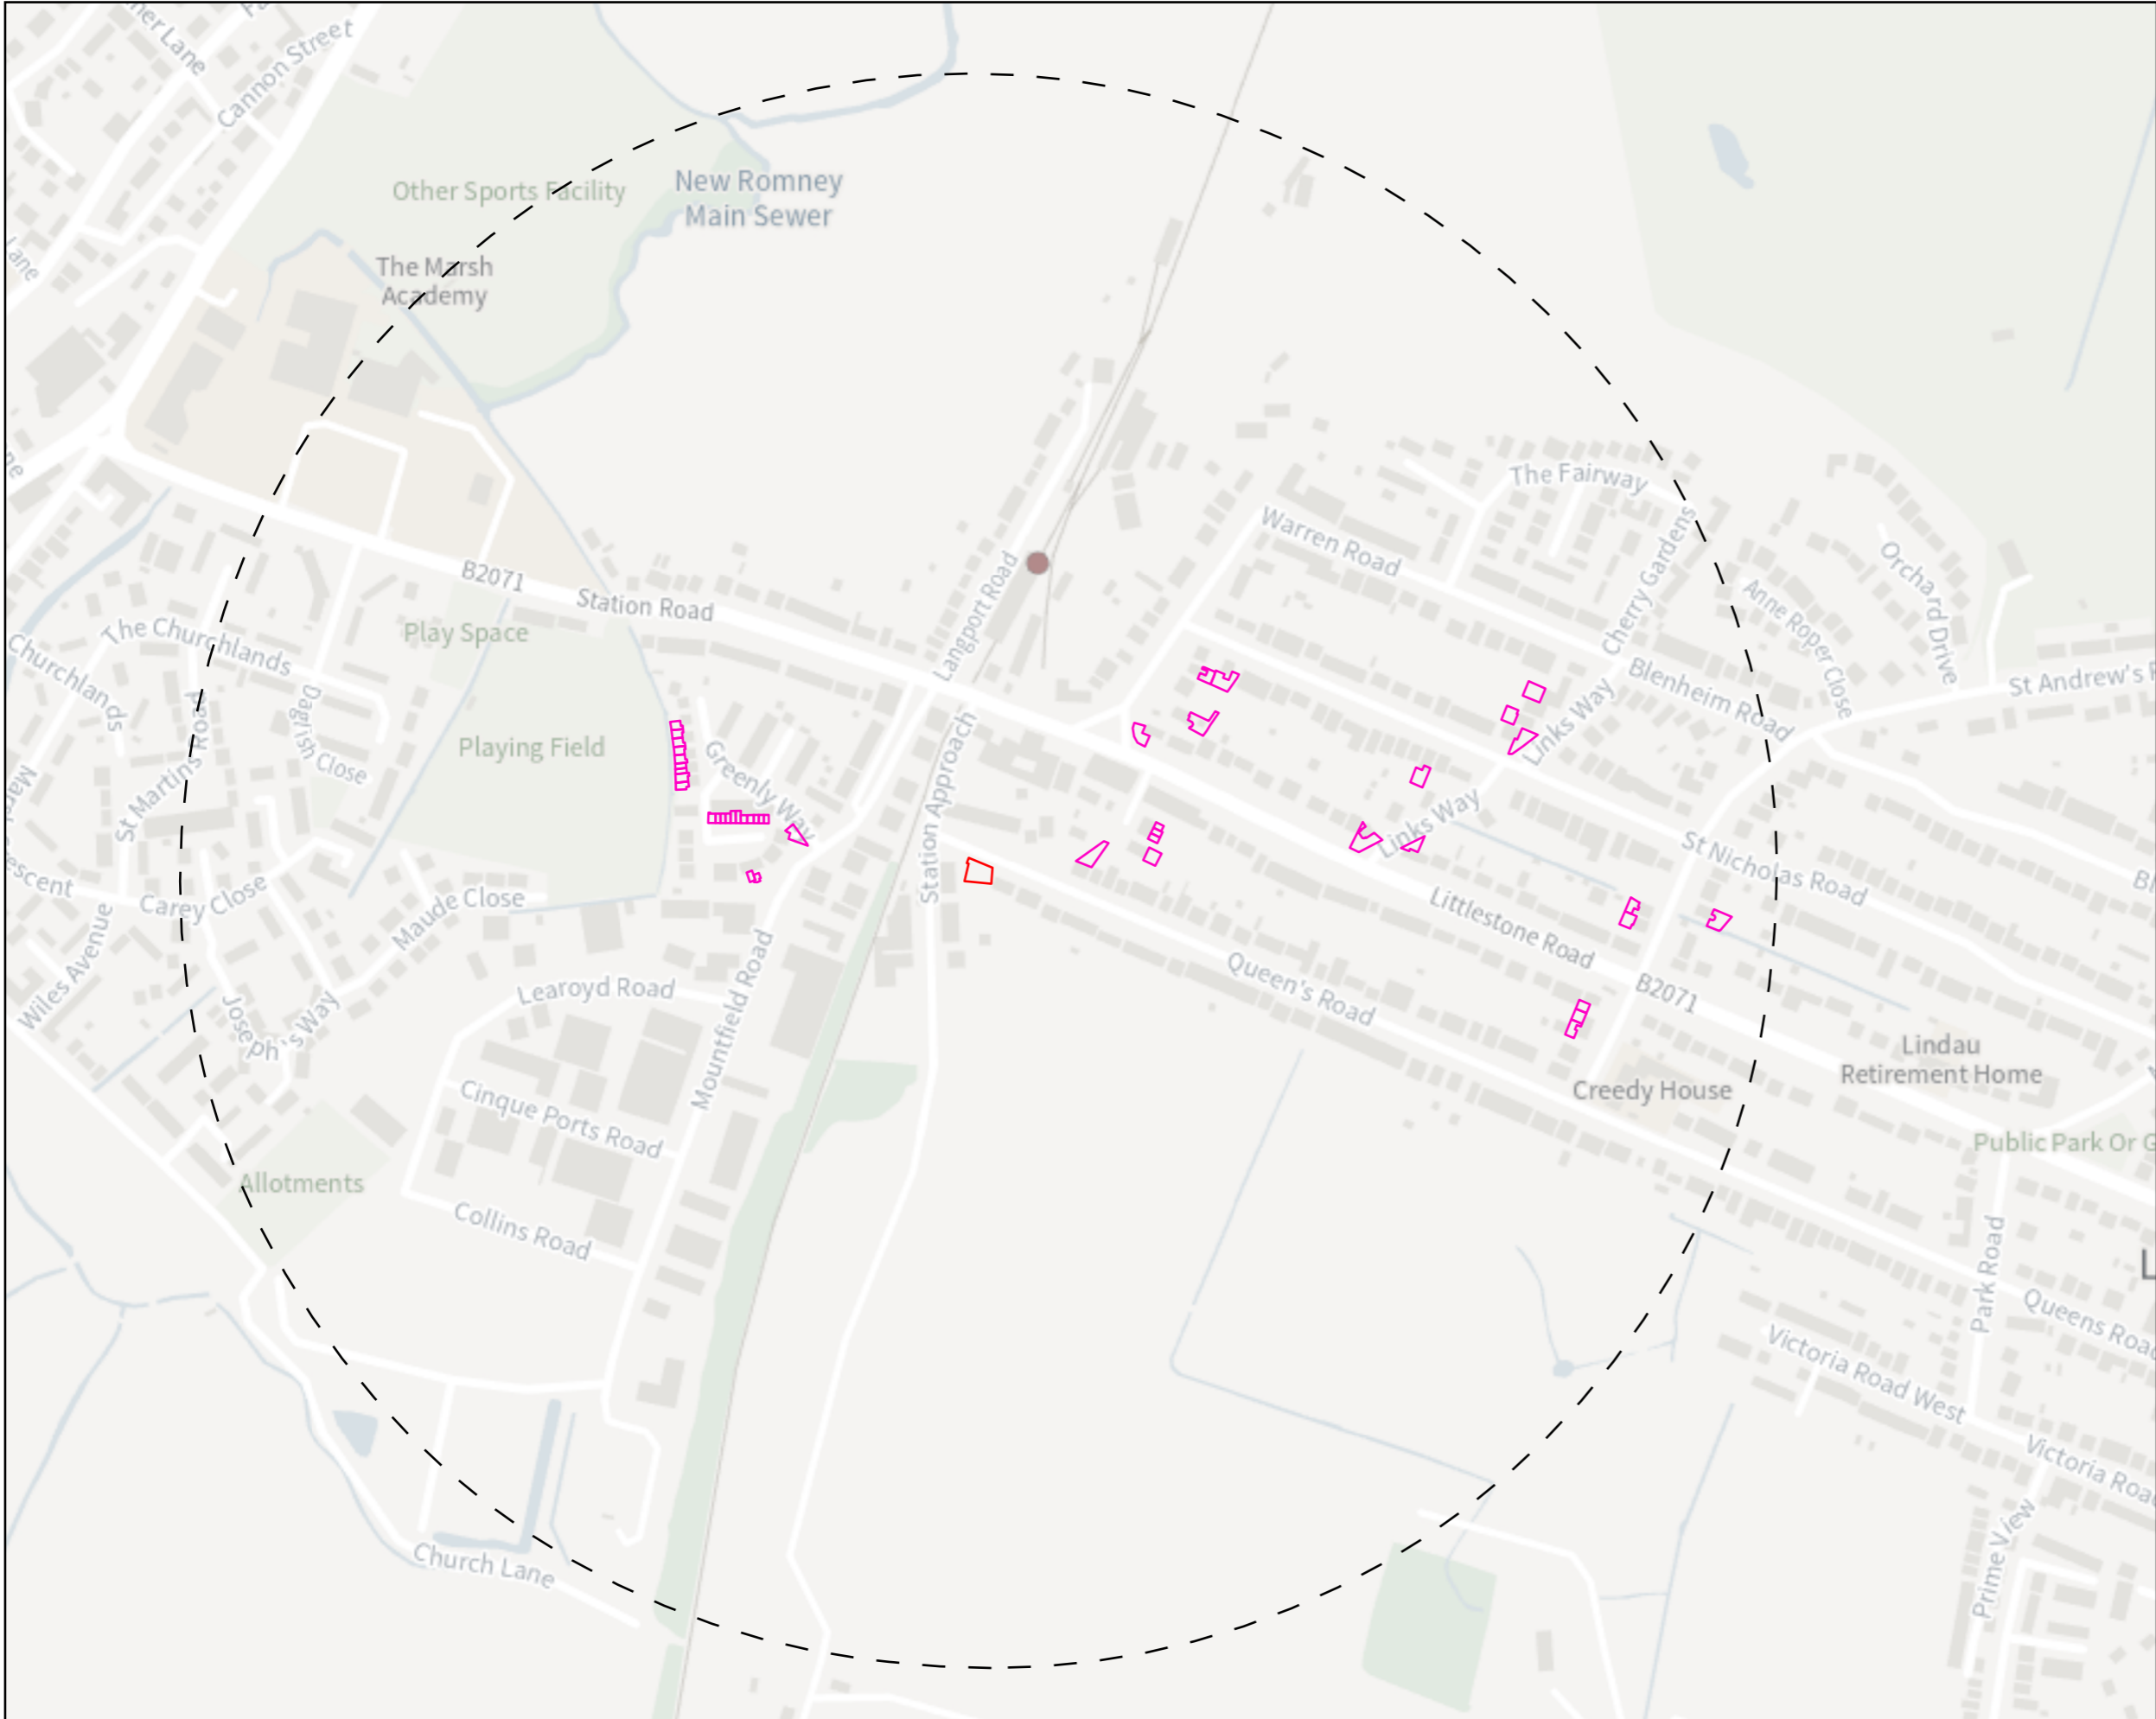 Cannon Street
Lane
Other Sports Facility
New Romney
Main Sewer
The Marsh
Academy
The Fairway
Warren Road
Cherry Gardens
Orchard Drive
B2071
Station Road
Langport Road
Anne Roper Close
Play Space
The Churchlands
Churchlands
St Andrew's
Blenheim Road
Links Way
Daglish Close
St Martins Road
Playing Field
Greenly Way
Station Approach
Links Way
St Nicholas Road
Carey Close
Maude Close
Littlestone Road
Wiles Avenue
Mountfield Road
Queen's Road
B2071
Learoyd Road
Joseph's Way
Lindau
Retirement Home
Creedy House
Cinque Ports Road
Public Park Or
Allotments
Collins Road
Park Road
Queens Road
Victoria Road West
Victoria Road
Prime View
Church Lane